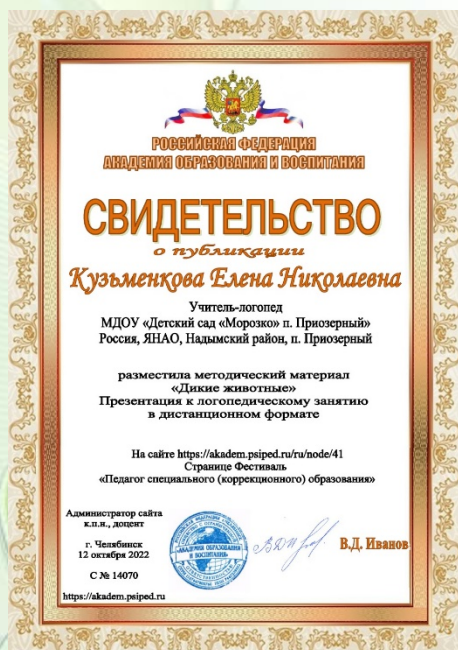 РОССИЙСКАЯ ФЕДЕРАЦИЯ
АКАДЕМИЯ ОБРАЗОВАНИЯ И ВОСПИТАНИЯ
СВИДЕТЕЛЬСТВО
о публикации
Кузьменкова Елена Николаевна
Учитель-логопед
МДОУ «Детский сад «Морозко» п. Приозерный»
Россия, ЯНАО, Надымский район, п. Приозерный
разместила методический материал
«Дикие животные»
Презентация к логопедическому занятию
в дистанционном формате
На сайте https://akadem.psiped.ru/ru/node/41
Странице Фестиваль
«Педагог специального (коррекционного) образования»
Администратор сайта
к.п.н., доцент
г. Челябинск
12 октября 2022
С № 14070
https://akadem.psiped.ru
«АКАДЕМИЯ ОБРАЗОВАНИЯ
И ВОСПИТАНИЯ»
В.Д. Иванов